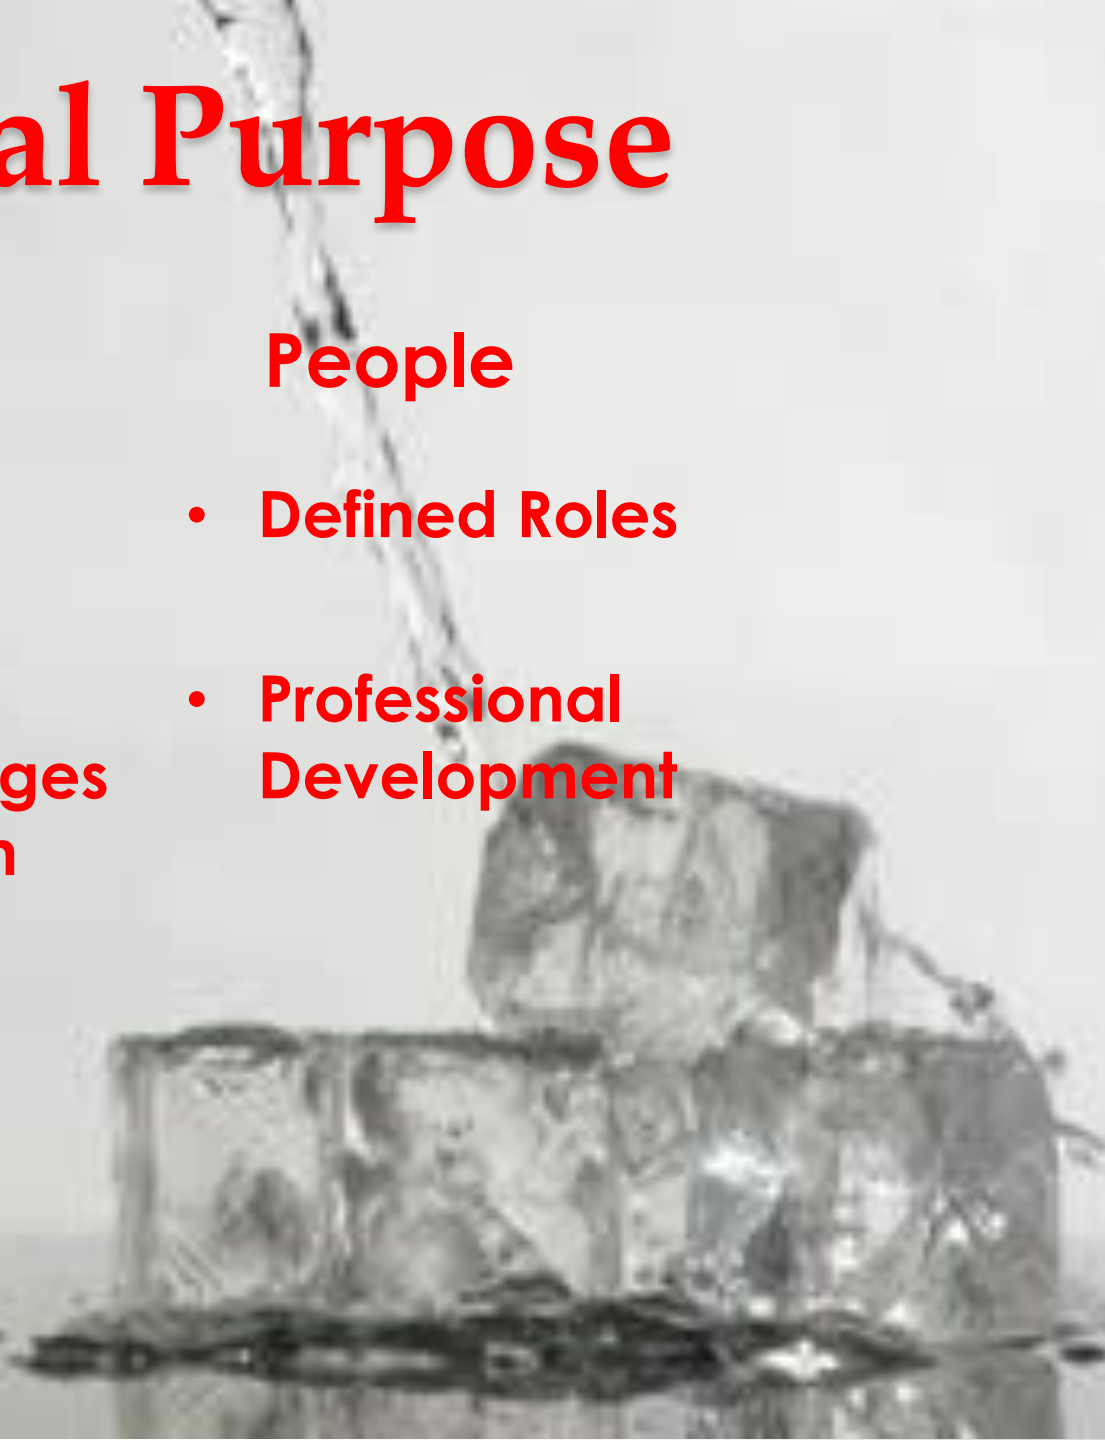 al Purpose
People
• Defined Roles
• Professional
Development
ges
n